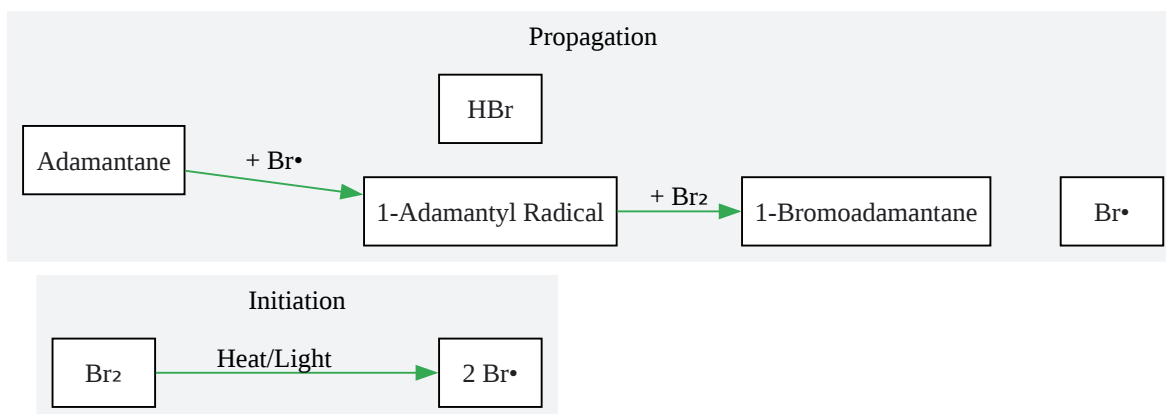 Propagation
HBr
Adamantane
+ Br•
1-Adamantyl Radical
+ Br₂
1-Bromoadamantane
Br•
Initiation
Br₂
Heat/Light
2 Br•